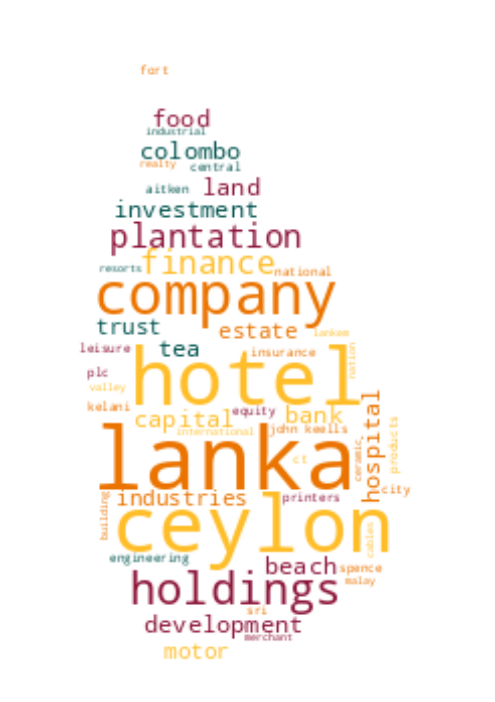 fort
food
industrial
colombo
realty central
aitken land
investment
plantation
finance
resorts national
company
trust estate lankem
tea insurance
leisure nation
hotel
plc
valley
kelani equity
capital bank hospital
international john keells products
lanka ceramic
ct city
industries printers
building
ceylon
cables
engineering
beach spence
holdings malay
sri
development
merchant
motor